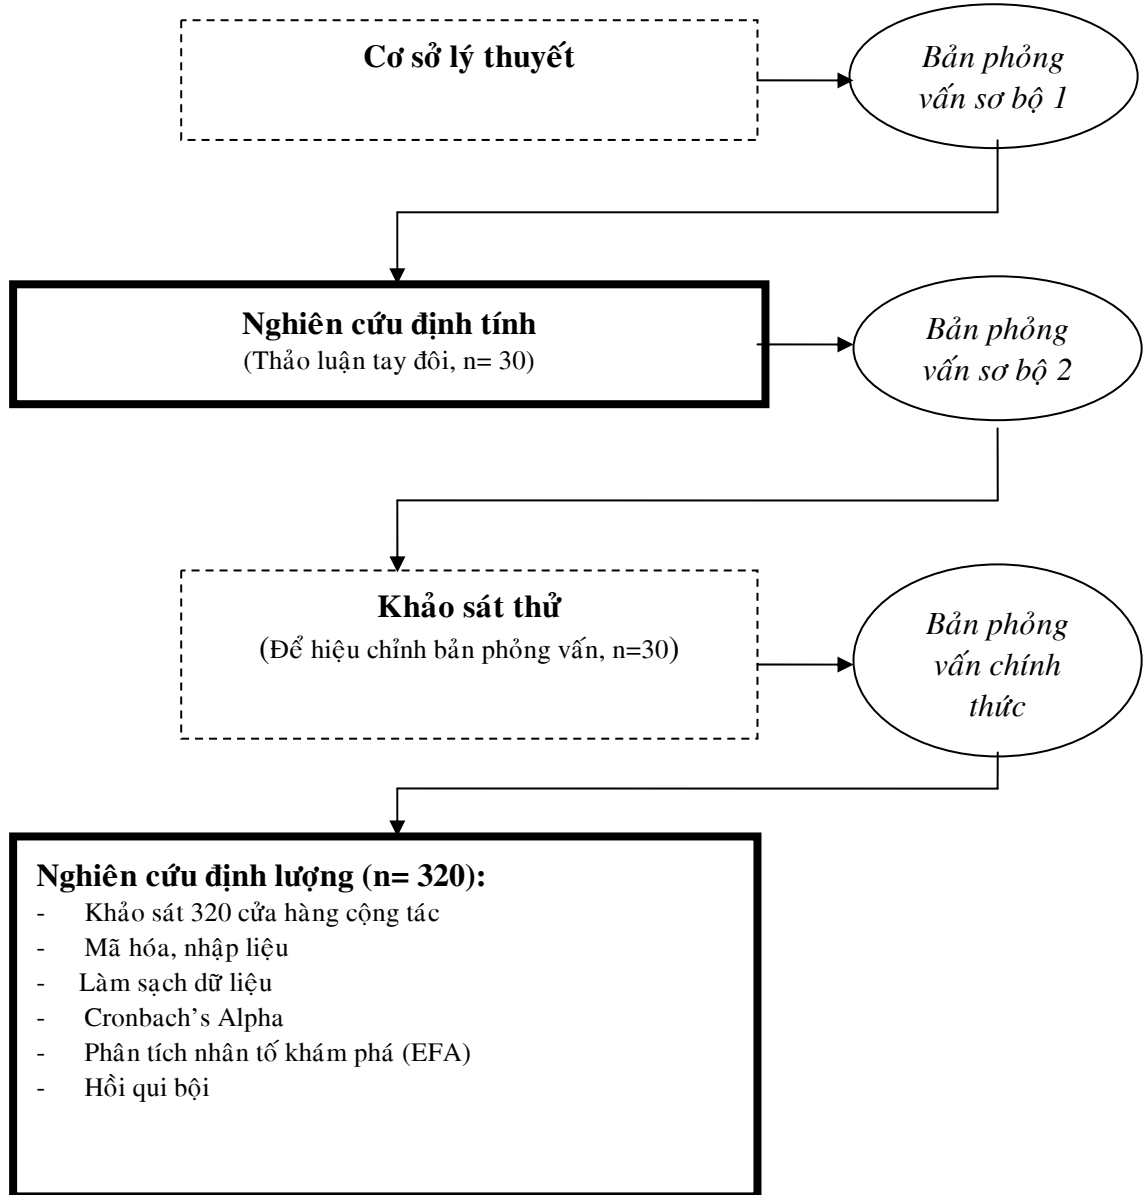 Cơ sở lý thuyết
Bản phỏng
vấn sơ bộ 1
Nghiên cứu định tính
(Thảo luận tay đôi, n= 30)
Bản phỏng
vấn sơ bộ 2
Khảo sát thử
(Để hiệu chỉnh bản phỏng vấn, n=30)
Bản phỏng
vấn chính
thức
Nghiên cứu định lượng (n= 320):
- Khảo sát 320 cửa hàng cộng tác
- Mã hóa, nhập liệu
- Làm sạch dữ liệu
- Cronbach's Alpha
- Phân tích nhân tố khám phá (EFA)
- Hồi qui bội